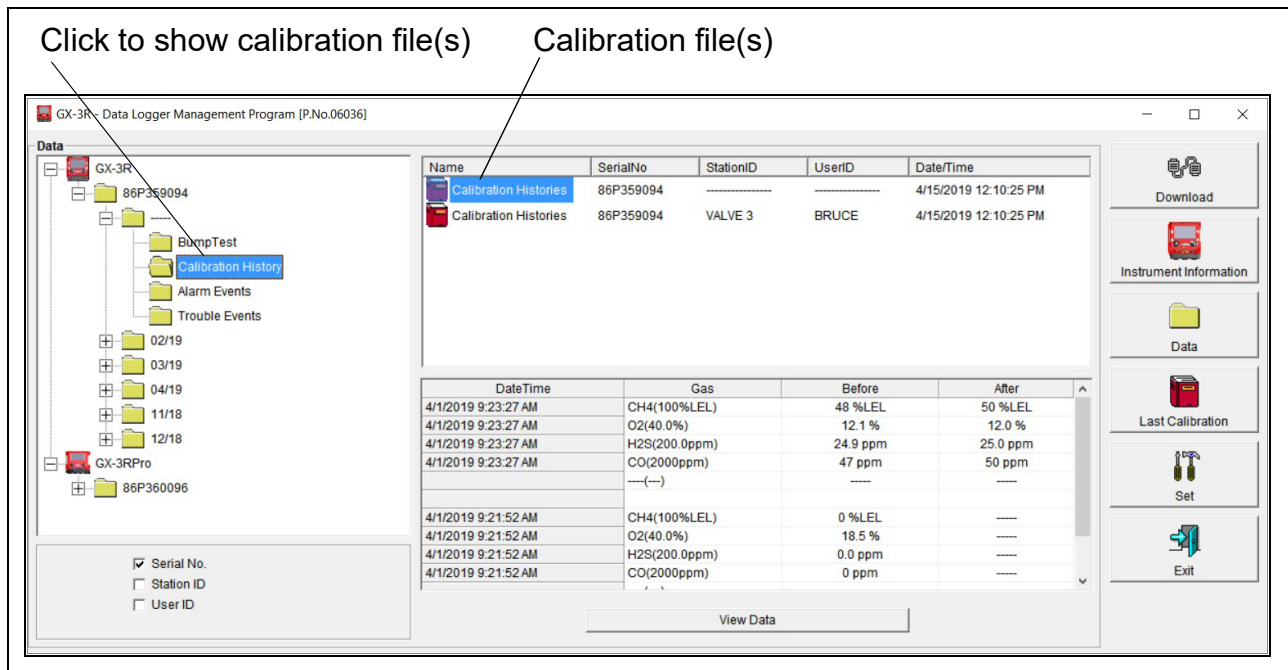 Click to show calibration file(s) Calibration file(s)
GX-3R - Data Logger Management Program [P.No.06036]
Data
GX-3R
86P359094
-----
BumpTest
Calibration History
Alarm Events
Trouble Events
02/19
03/19
04/19
11/18
12/18
GX-3RPro
86P360096
Serial No.
Station ID
User ID
Name SerialNo StationID UserID Date/Time
Calibration Histories 86P359094 ---------------- ---------------- 4/15/2019 12:10:25 PM
Calibration Histories 86P359094 VALVE 3 BRUCE 4/15/2019 12:10:25 PM
DateTime Gas Before After
4/1/2019 9:23:27 AM CH4(100%LEL) 48 %LEL 50 %LEL
4/1/2019 9:23:27 AM O2(40.0%) 12.1 % 12.0 %
4/1/2019 9:23:27 AM H2S(200.0ppm) 24.9 ppm 25.0 ppm
4/1/2019 9:23:27 AM CO(2000ppm) 47 ppm 50 ppm
----(---) ----- -----
4/1/2019 9:21:52 AM CH4(100%LEL) 0 %LEL -----
4/1/2019 9:21:52 AM O2(40.0%) 18.5 % -----
4/1/2019 9:21:52 AM H2S(200.0ppm) 0.0 ppm -----
4/1/2019 9:21:52 AM CO(2000ppm) 0 ppm -----
View Data
Download
Instrument Information
Data
Last Calibration
Set
Exit